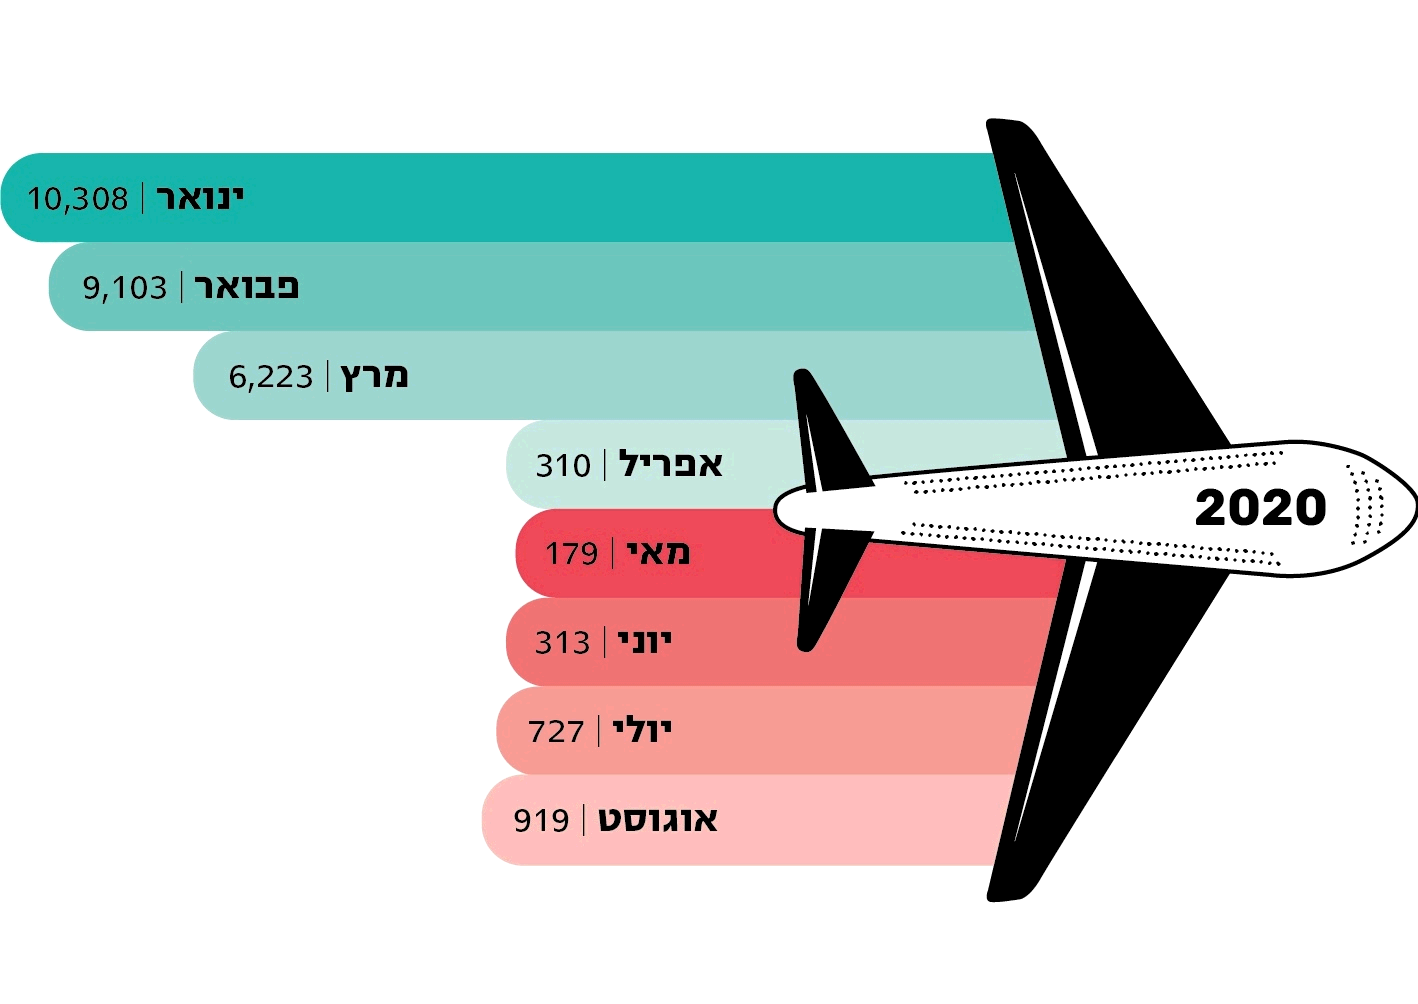 ינואר | 10,308
פבואר | 9,103
מרץ | 6,223
אפריל | 310
2020
מאי | 179
יוני | 313
יולי | 727
אוגוסט | 919